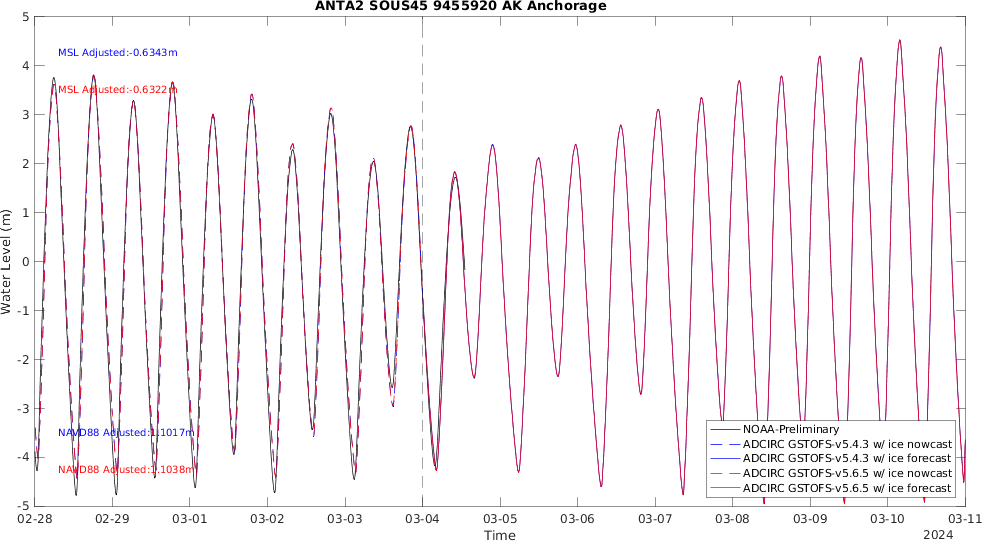 ANTA2 SOUS45 9455920 AK Anchorage
5
4
3
2
1
0
-1
-2
-3
-4
-5
Water Level (m)
MSL Adjusted:-0.6343m
MSL Adjusted:-0.6322m
NAVD88 Adjusted:1.1017m
NAVD88 Adjusted:1.1038m
NOAA-Preliminary
ADCIRC GSTOFS-v5.4.3 w/ ice nowcast
ADCIRC GSTOFS-v5.4.3 w/ ice forecast
ADCIRC GSTOFS-v5.6.5 w/ ice nowcast
ADCIRC GSTOFS-v5.6.5 w/ ice forecast
02-28 02-29 03-01 03-02 03-03 03-04 03-05 03-06 03-07 03-08 03-09 03-10 03-11
Time
2024